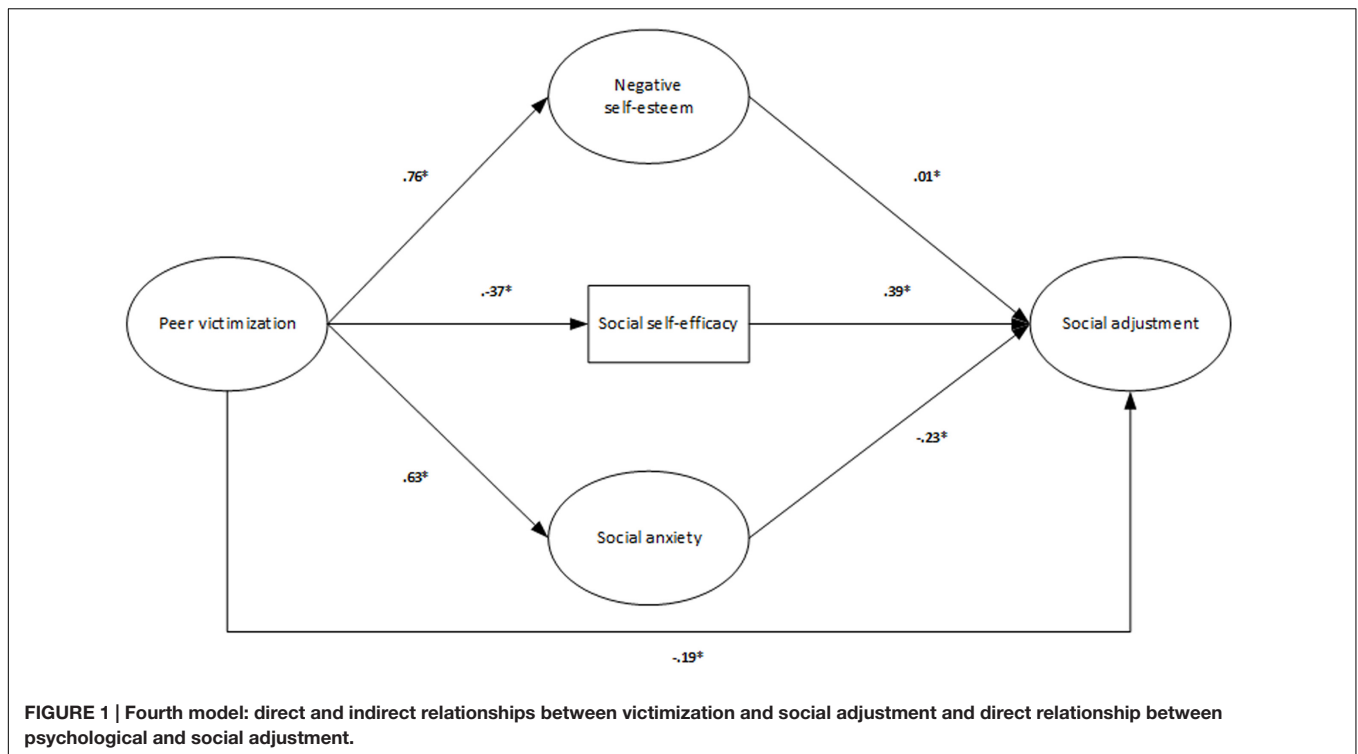 Negative
self-esteem
.76*
.01*
Peer victimization
.-37*
Social self-efficacy
.39*
Social adjustment
.63*
-.23*
Social anxiety
-.19*
FIGURE 1 | Fourth model: direct and indirect relationships between victimization and social adjustment and direct relationship between
psychological and social adjustment.